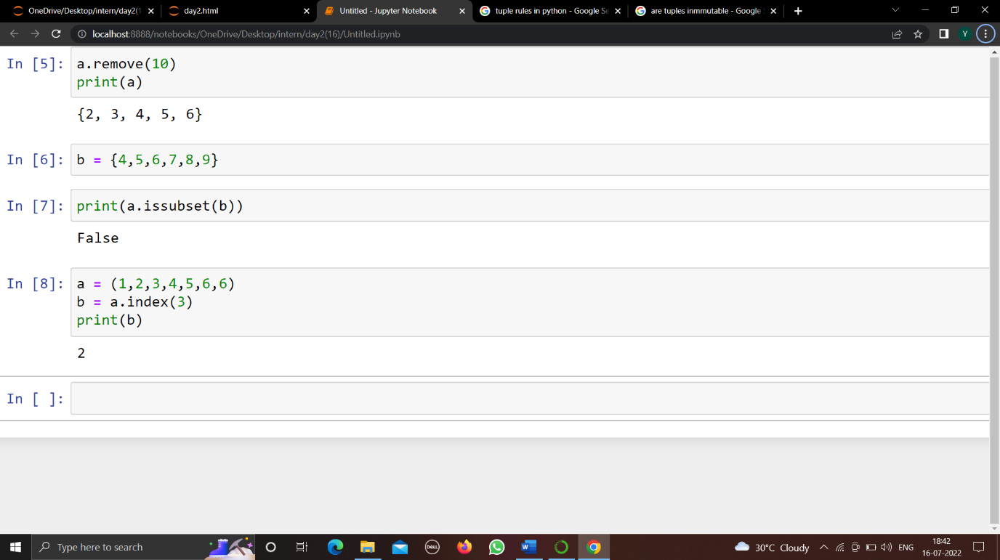 OneDrive/Desktop/intern/day2(1
day2.html
Untitled - Jupyter Notebook
tuple rules in python - Google Se
are tuples inmmutable - Google
localhost:8888/notebooks/OneDrive/Desktop/intern/day2(16)/Untitled.ipynb
Y
In [5]: a.remove(10)
print(a)
{2, 3, 4, 5, 6}
In [6]: b = {4,5,6,7,8,9}
In [7]: print(a.issubset(b))
False
In [8]: a = (1,2,3,4,5,6,6)
b = a.index(3)
print(b)
2
In [ ]:
Type here to search
DELL
W
30°C Cloudy
ENG
18:42
16-07-2022